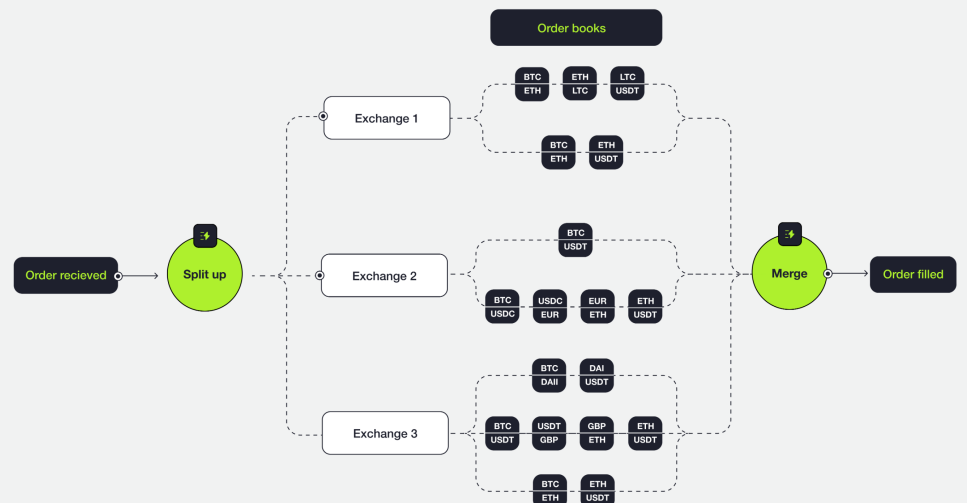 Order books
BTC ETH LTC
ETH LTC USDT
Exchange 1
BTC ETH
ETH USDT
BTC
USDT
Order recieved
Split up
Exchange 2
Merge
Order filled
BTC USDC EUR ETH
USDC EUR ETH USDT
BTC DAI
DAII USDT
Exchange 3
BTC USDT GBP ETH
USDT GBP ETH USDT
BTC ETH
ETH USDT